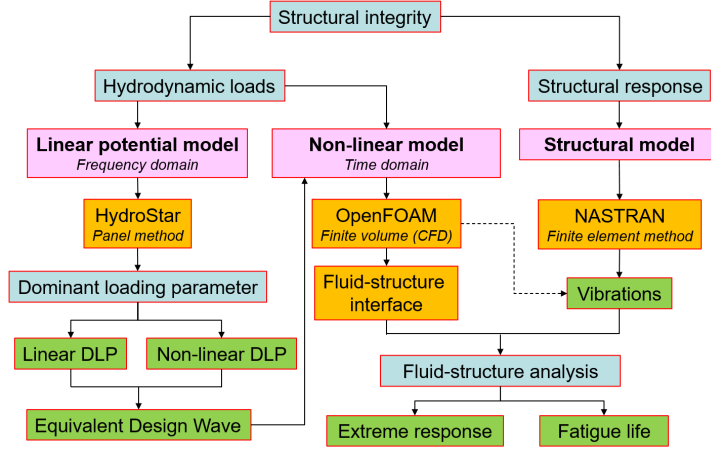 Structural integrity
Hydrodynamic loads
Structural response
Linear potential model
Frequency domain
Non-linear model
Time domain
Structural model
HydroStar
Panel method
OpenFOAM
Finite volume (CFD)
NASTRAN
Finite element method
Dominant loading parameter
Fluid-structure
interface
Vibrations
Linear DLP
Non-linear DLP
Fluid-structure analysis
Equivalent Design Wave
Extreme response
Fatigue life